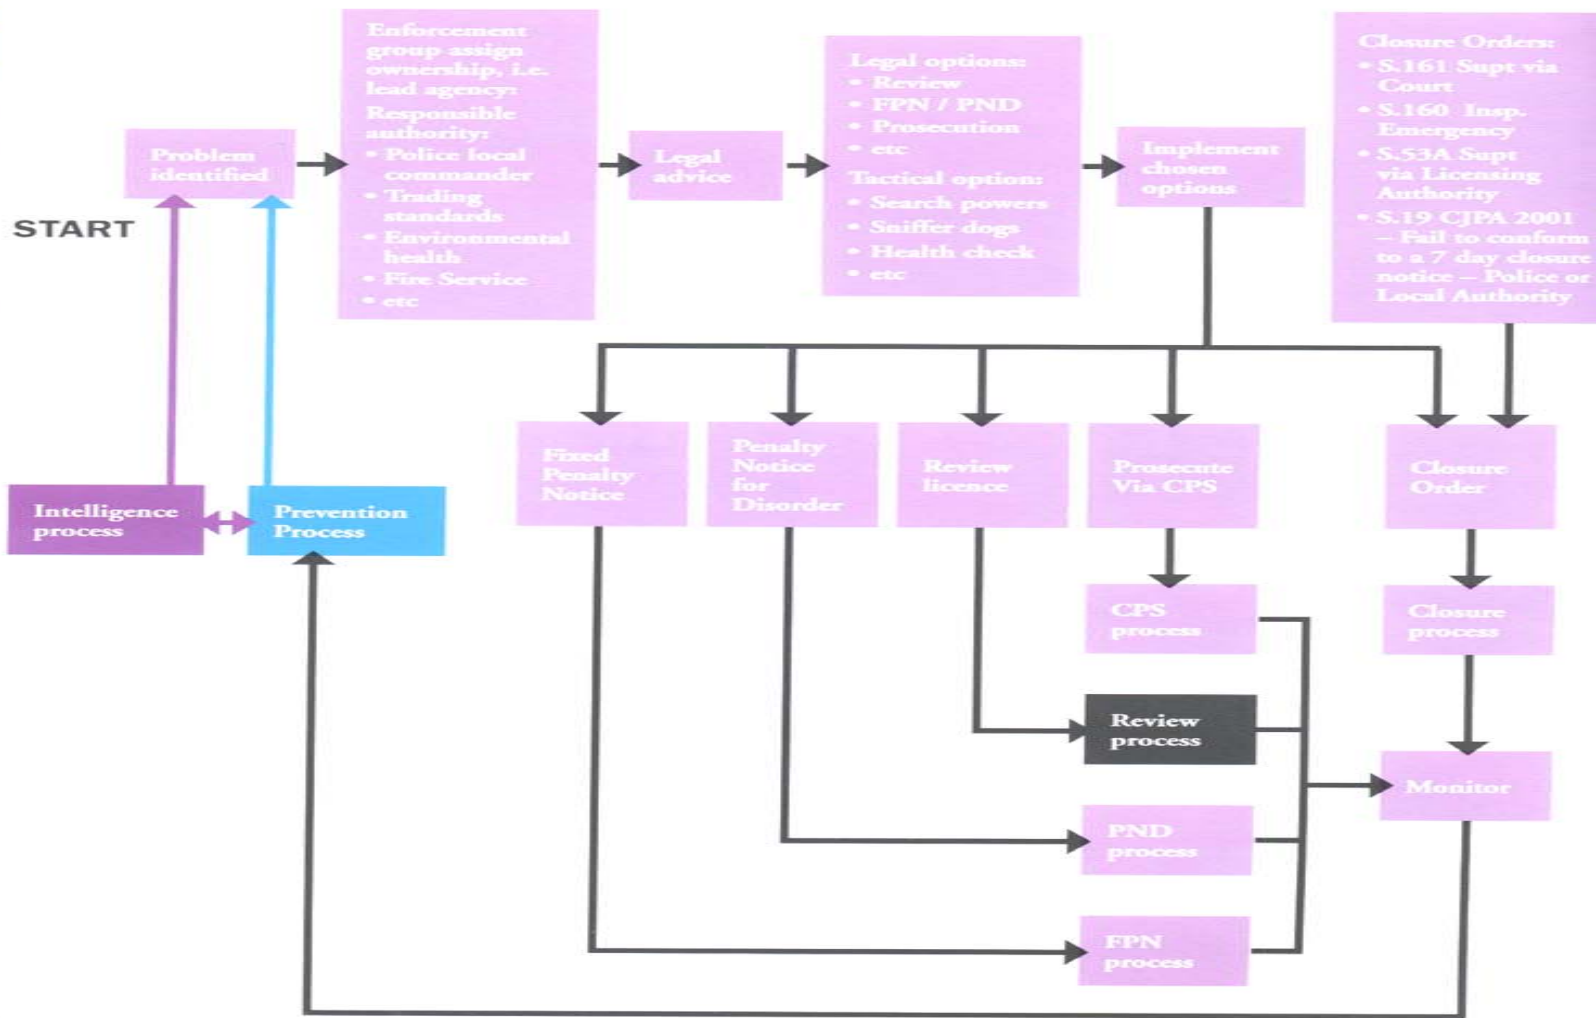 START
Problem
identified
Enforcement
group assign
ownership, i.e.
lead agency:
Responsible
authority:
• Police local
commander
• Trading
standards
• Environmental
health
• Fire Service
• etc
Legal
advice
Legal options:
• Review
• FPN / PND
• Prosecution
• etc
Tactical option:
• Search powers
• Sniffer dogs
• Health check
• etc
Implement
chosen
options
Closure Orders:
• S.161 Supt via
Court
• S.160 Insp.
Emergency
• S.53A Supt
via Licensing
Authority
• S.19 CJPA 2001
– Fail to conform
to a 7 day closure
notice – Police or
Local Authority
Intelligence
process
Prevention
Process
Fixed
Penalty
Notice
Penalty
Notice
for
Disorder
Review
licence
Prosecute
Via CPS
Closure
Order
CPS
process
Closure
process
Review
process
Monitor
PND
process
FPN
process